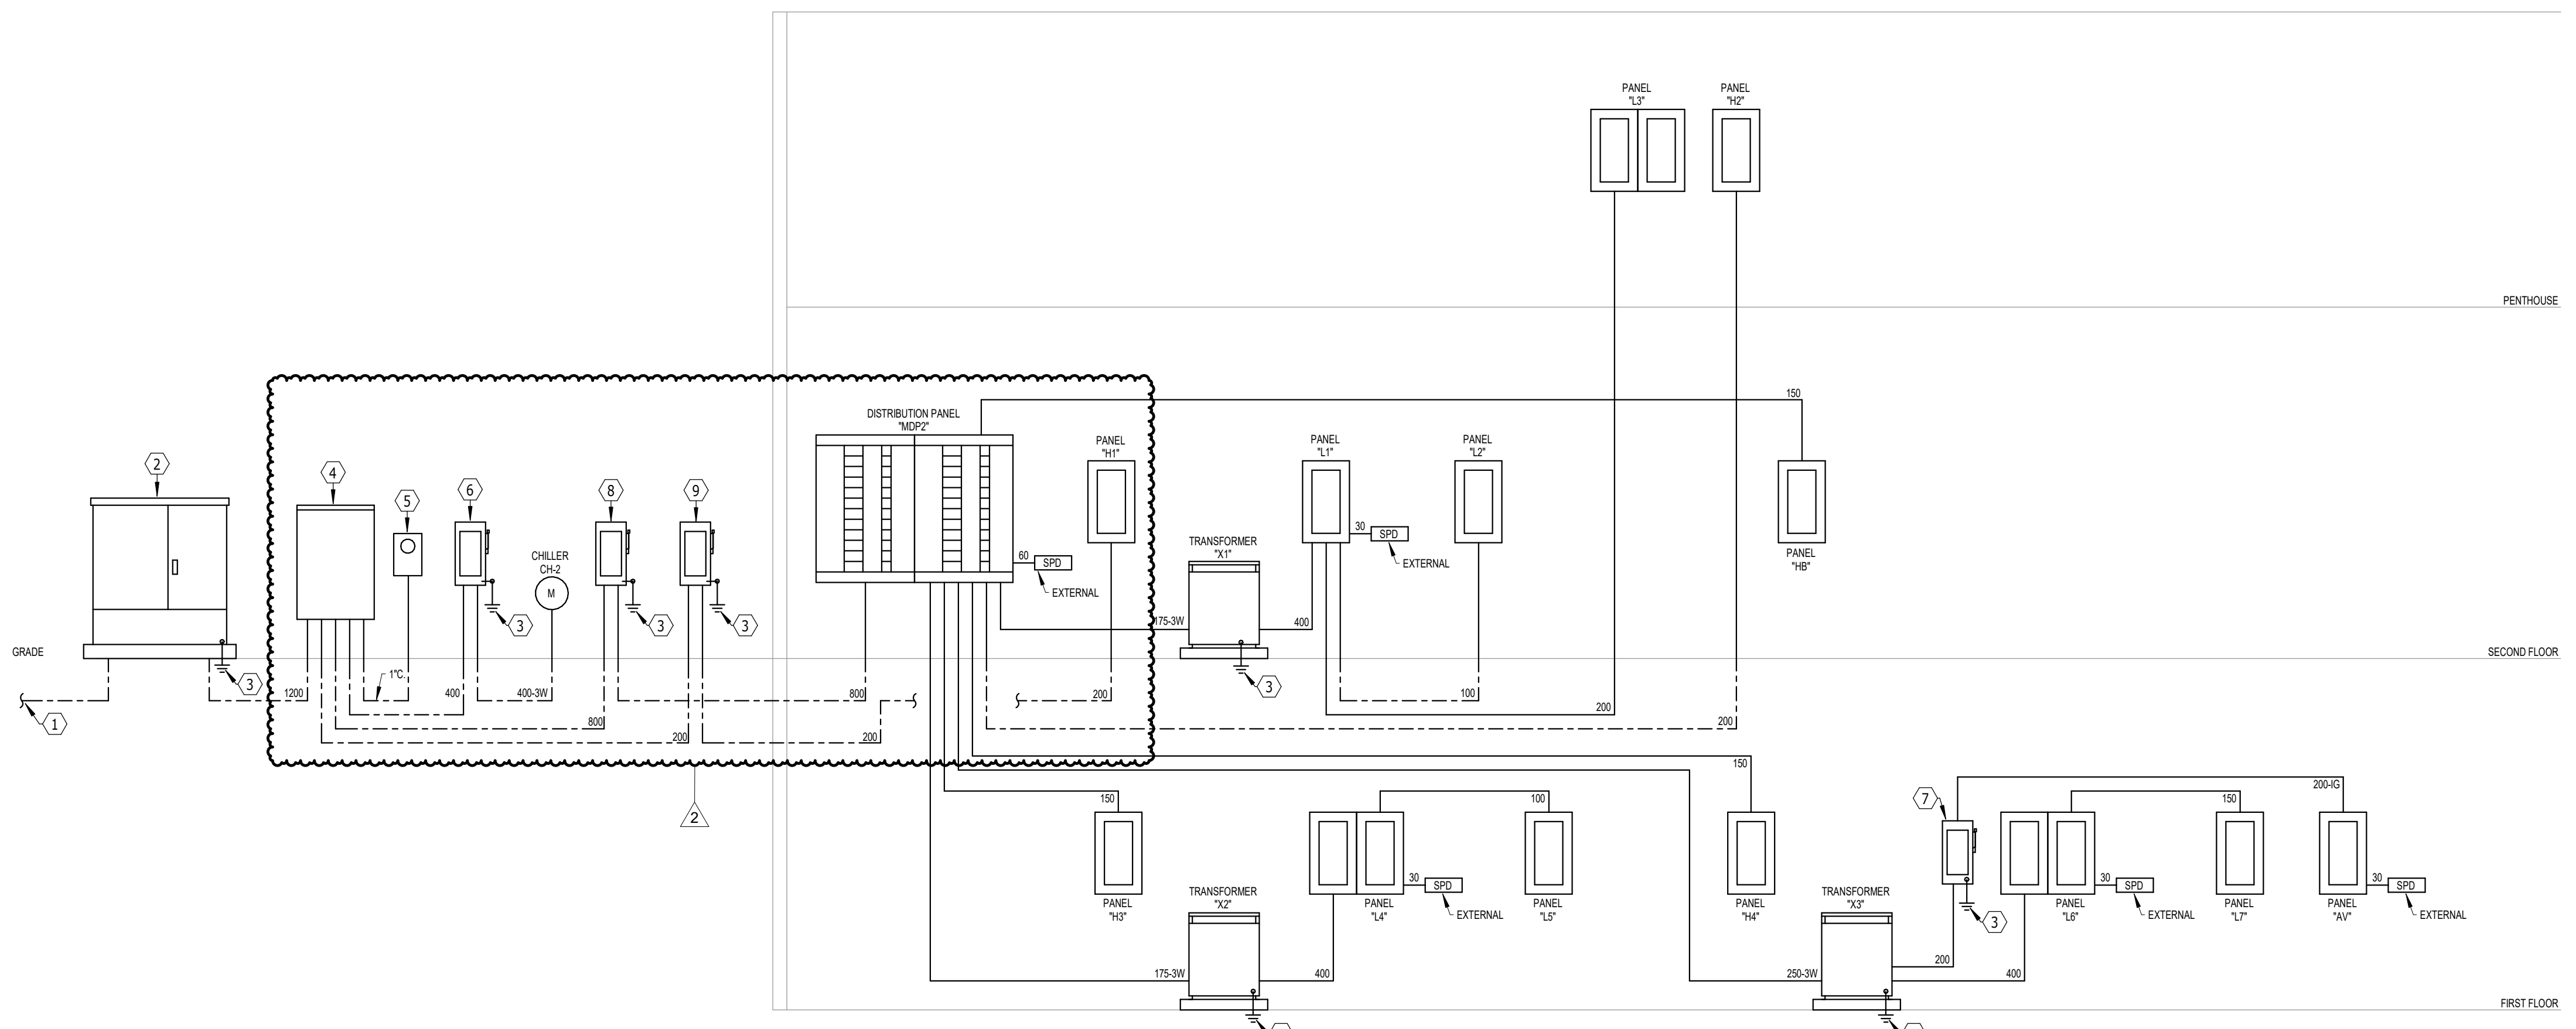 PANEL
"L3"
PANEL
"H2"
PENTHOUSE
150
DISTRIBUTION PANEL
"MDP2"
PANEL
"H1"
PANEL
"L1"
PANEL
"L2"
2
4
5
6
8
9
CHILLER
CH-2
M
60
SPD
EXTERNAL
TRANSFORMER
"X1"
30
SPD
EXTERNAL
PANEL
"HB"
3
3
3
175-3W
400
GRADE
SECOND FLOOR
3
3
1"C.
1
1200
400
400-3W
800
200
100
800
200
200
200
200
2
150
150
100
150
200-IG
7
PANEL
"H3"
TRANSFORMER
"X2"
PANEL
"L4"
30
SPD
EXTERNAL
PANEL
"L5"
PANEL
"H4"
TRANSFORMER
"X3"
3
PANEL
"L6"
30
SPD
EXTERNAL
PANEL
"L7"
PANEL
"AV"
30
SPD
EXTERNAL
175-3W
400
250-3W
200
400
FIRST FLOOR